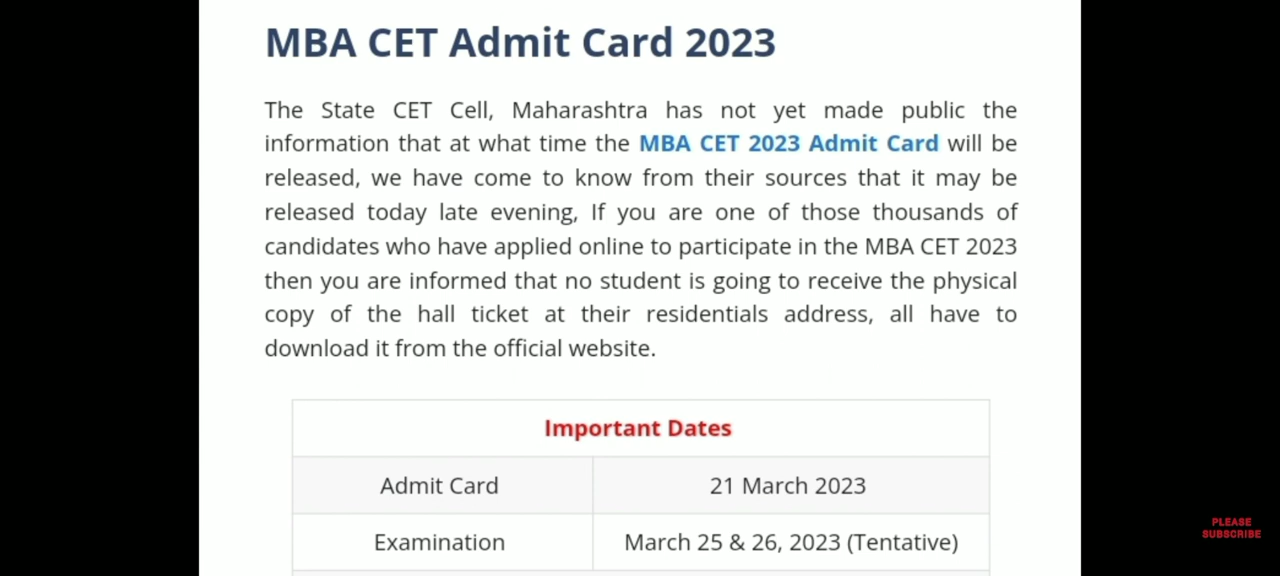 MBA CET Admit Card 2023
The State CET Cell, Maharashtra has not yet made public the
information that at what time the MBA CET 2023 Admit Card will be
released, we have come to know from their sources that it may be
released today late evening, If you are one of those thousands of
candidates who have applied online to participate in the MBA CET 2023
then you are informed that no student is going to receive the physical
copy of the hall ticket at their residentials address, all have to
download it from the official website.
Important Dates
Admit Card 21 March 2023
Examination March 25 & 26, 2023 (Tentative)
PLEASE
SUBSCRIBE